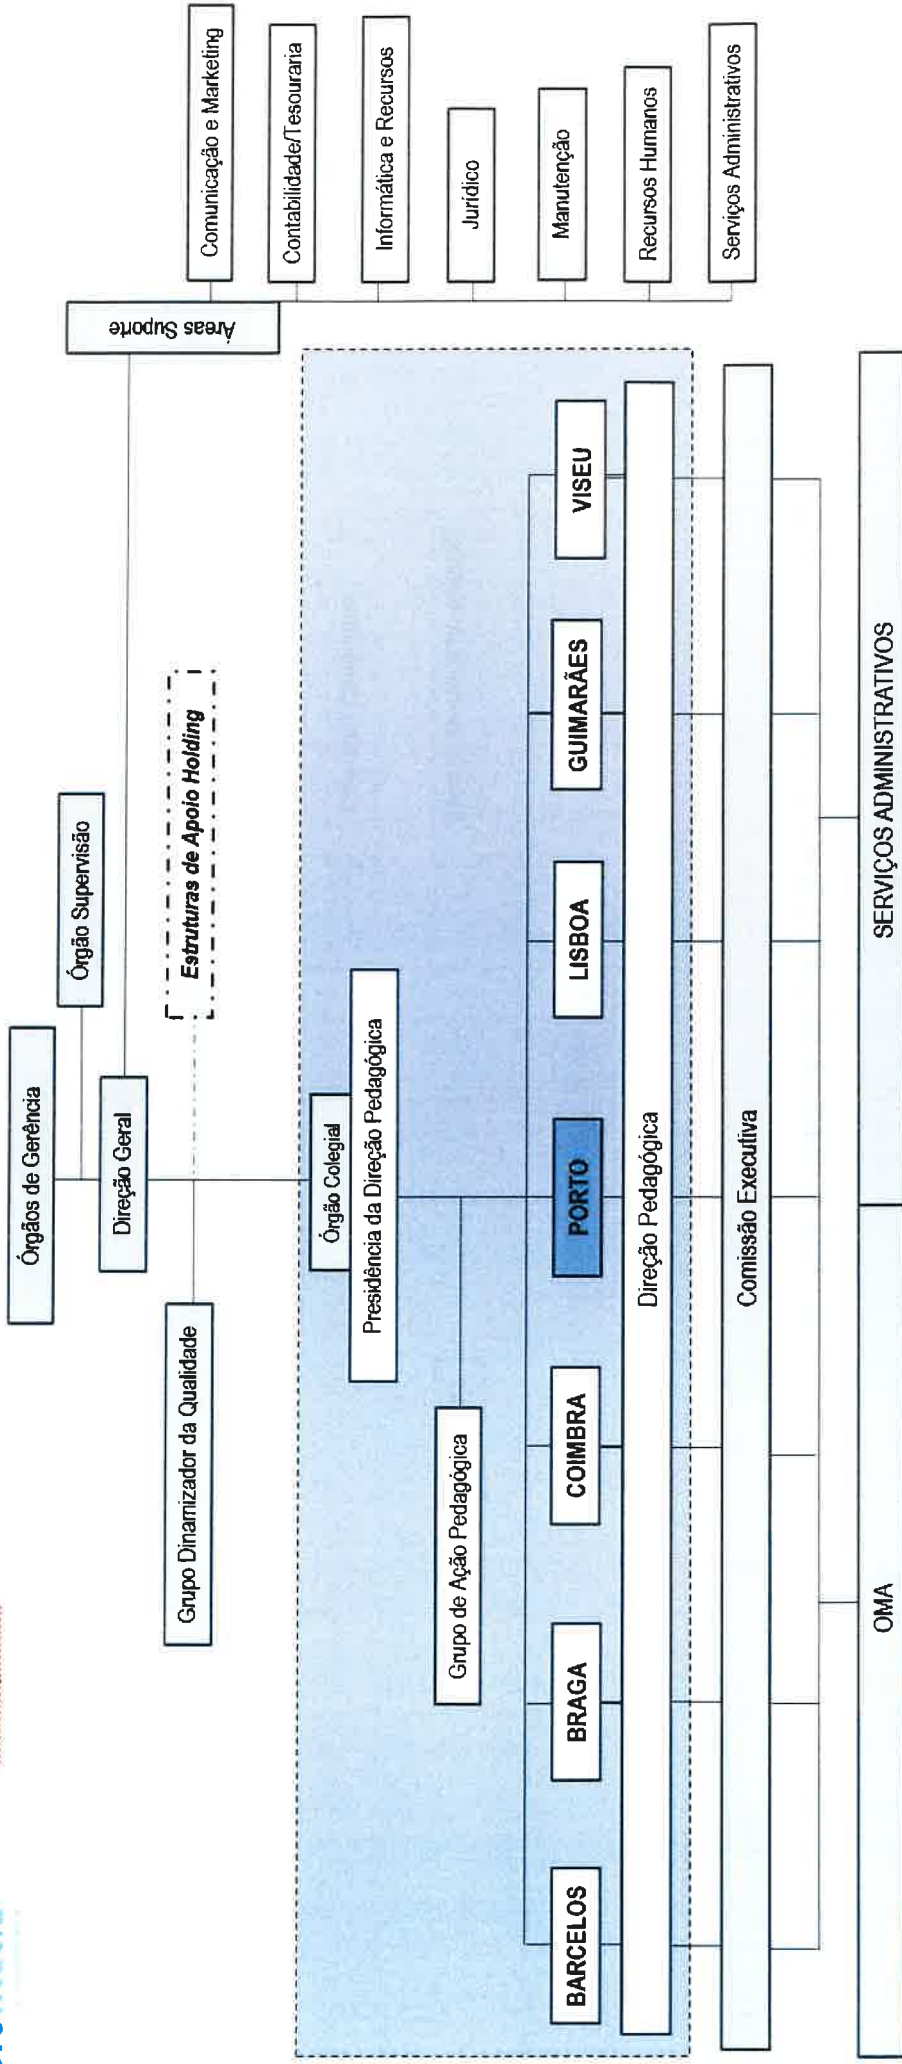 Órgãos de Gerência
Órgão Supervisão
Direção Geral
Áreas Suporte
Estruturas de Apoio Holding
Grupo Dinamizador da Qualidade
Comunicação e Marketing
Contabilidade/Tesouraria
Informática e Recursos
Jurídico
Manutenção
Recursos Humanos
Serviços Administrativos
Órgão Colegial
Presidência da Direção Pedagógica
Grupo de Ação Pedagógica
BARCELOS
BRAGA
COIMBRA
PORTO
LISBOA
GUIMARÃES
VISEU
Direção Pedagógica
Comissão Executiva
OMA
SERVIÇOS ADMINISTRATIVOS